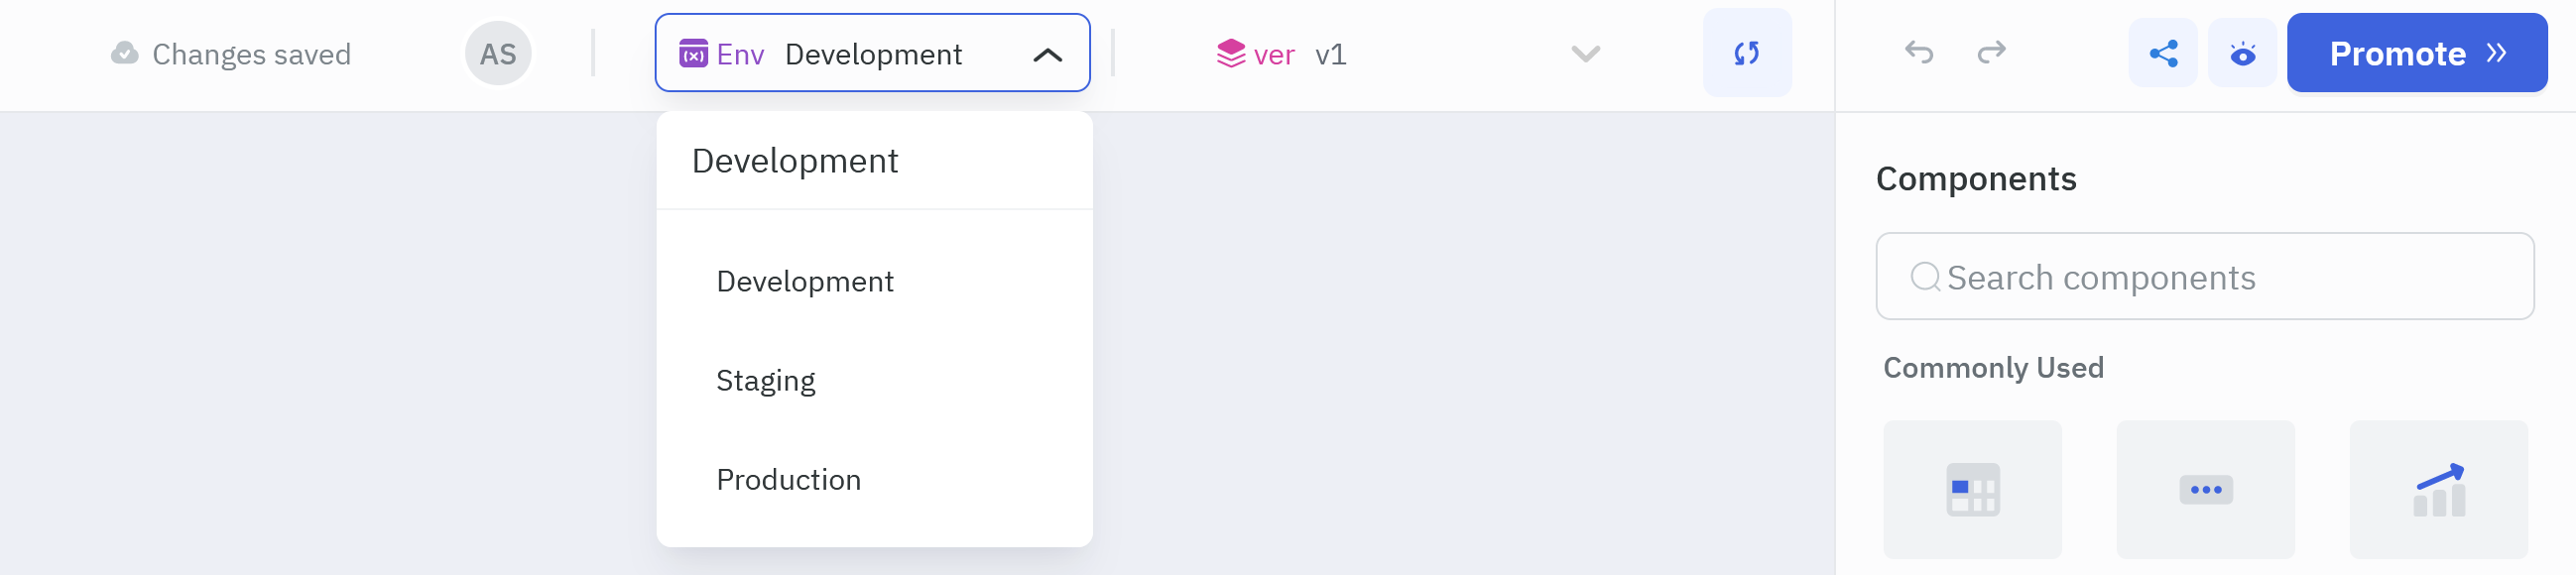 Changes saved AS Env Development ver v1 Promote
Development
Development
Staging
Production
Components
Search components
Commonly Used